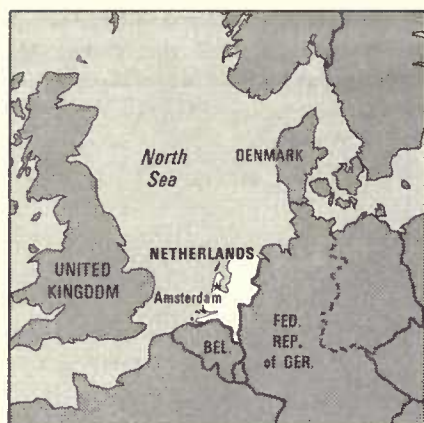 North
Sea
DENMARK
NETHERLANDS
UNITED
KINGDOM
Amsterdam
BEL.
FED.
REP.
of GER.